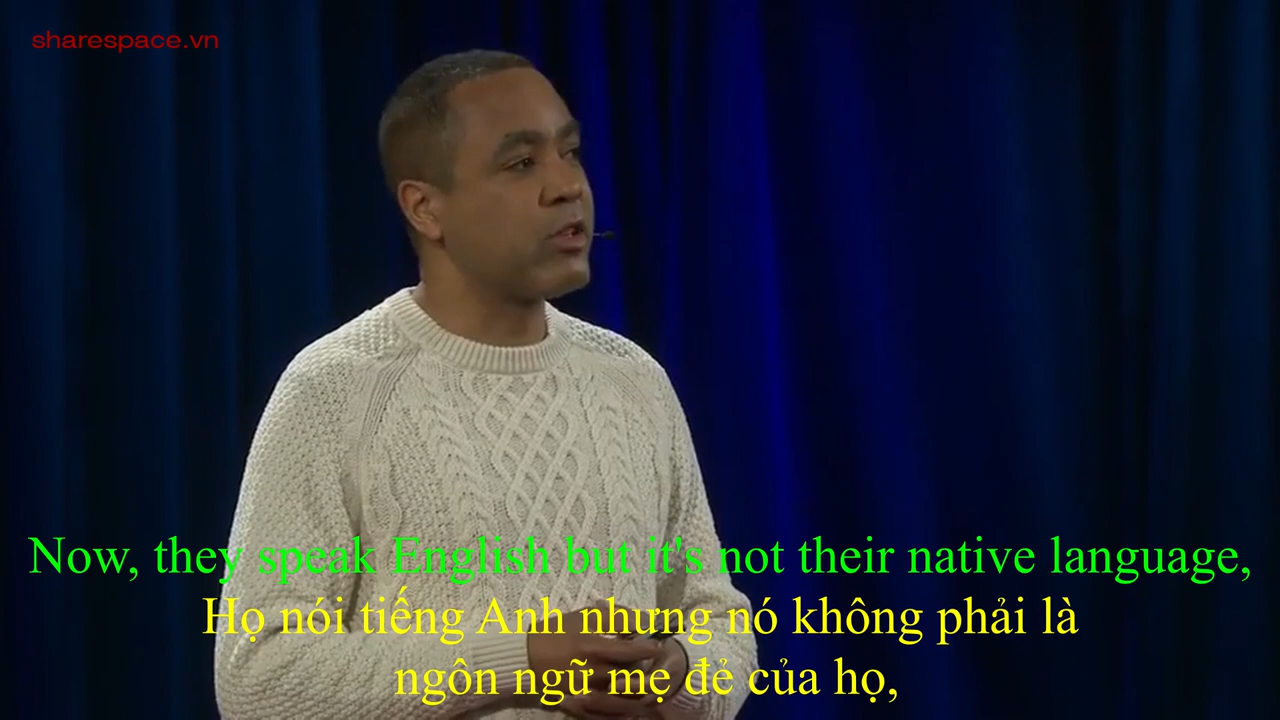 sharespace.vn
Now, they speak English but it's not their native language,
Họ nói tiếng Anh nhưng nó không phải là
ngôn ngữ mẹ đẻ của họ,